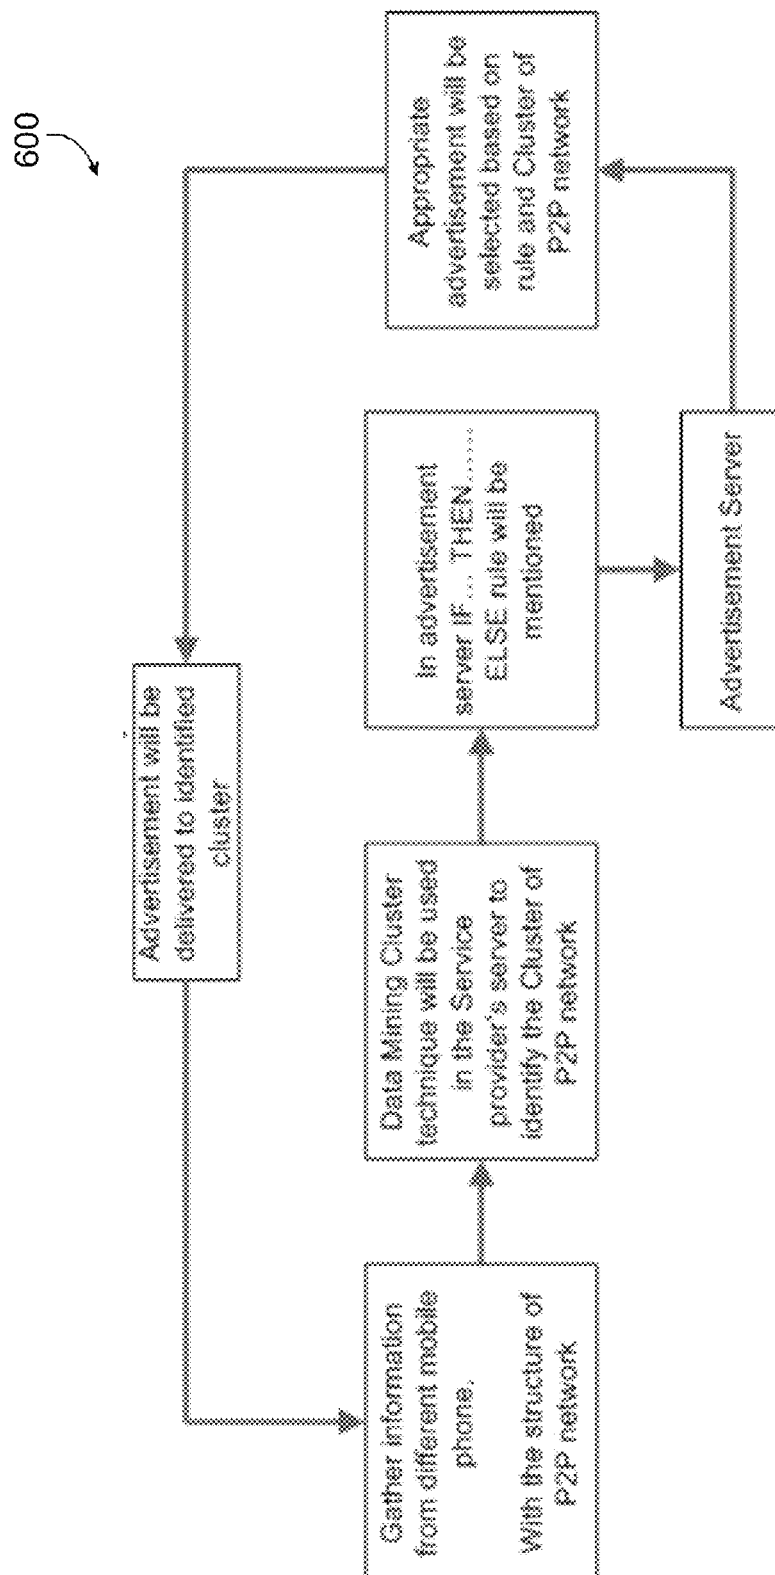 600
Advertisement will be
delivered to identified
cluster
Gather information
from different mobile
phone.
With the structure of
P2P network
Data Mining Cluster
technique will be used
in the Service
provider's server to
identify the Cluster of
P2P network
In advertisement
server IF... THEN......
ELSE rule will be
mentioned
Appropriate
advertisement will be
selected based on
rule and Cluster of
P2P network
Advertisement Server